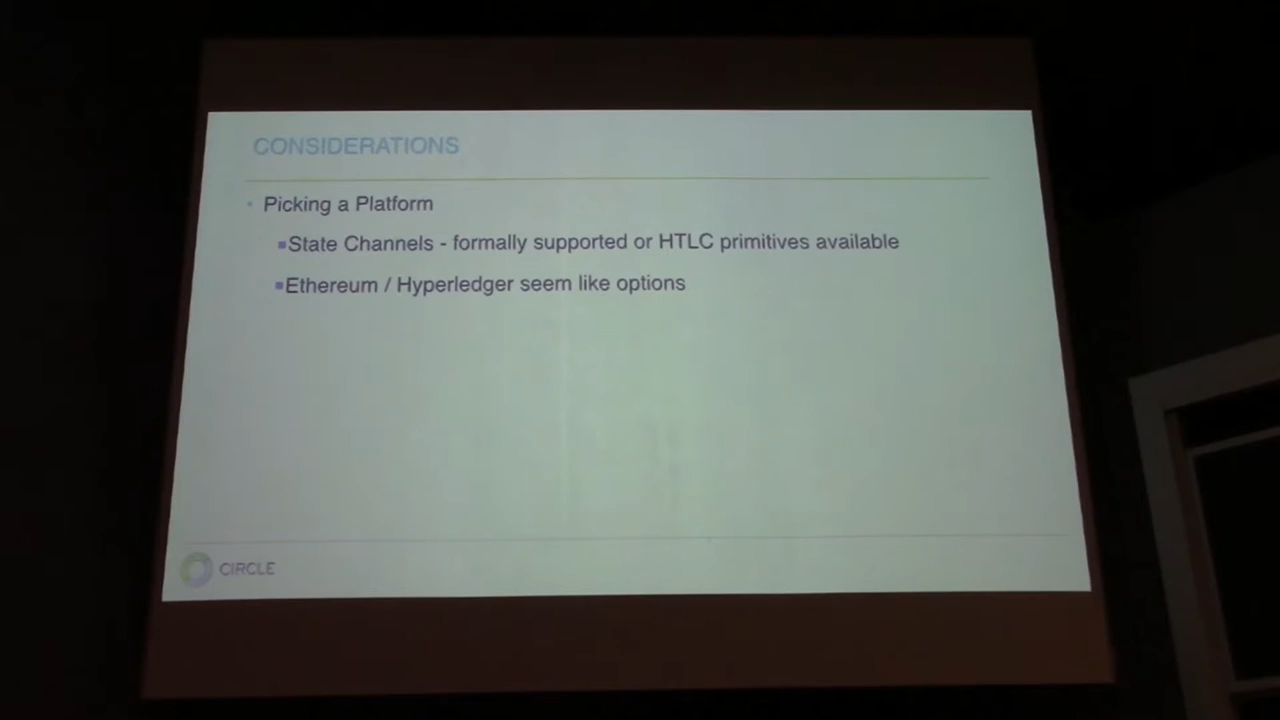 CONSIDERATIONS
Picking a Platform
State Channels - formally supported or HTLC primitives available
Ethereum / Hyperledger seem like options
CIRCLE